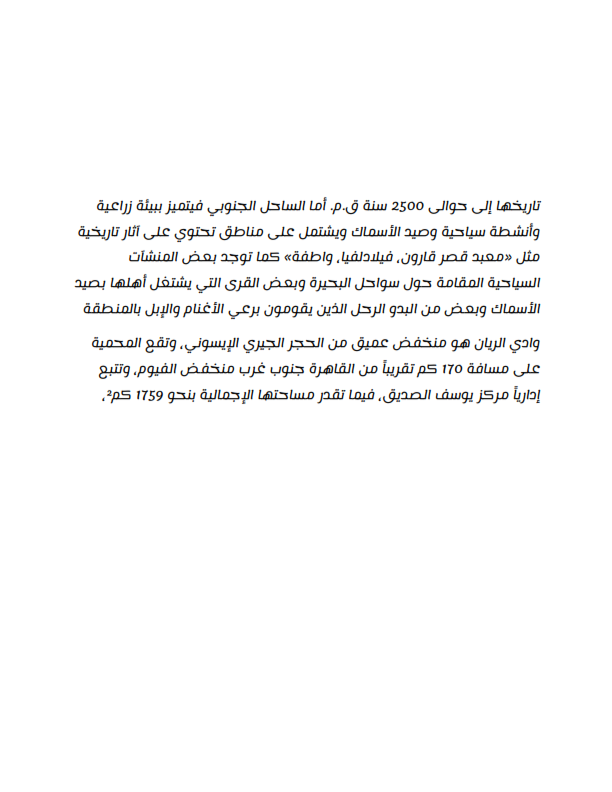 تاريخها إلى حوالى 2500 سنة ق.م. أما الساحل الجنوبي فيتميز ببيئة زراعية
وأنشطة سياحية وصيد الأسماك ويشتمل على مناطق تحتوي على آثار تاريخية
مثل «معبد قصر قارون، فيلادلفيا، واطفة» كما توجد بعض المنشآت
السياحية المقامة حول سواحل البحيرة وبعض القرى التي يشتغل أهلها بصيد
الأسماك وبعض من البدو الرحل الذين يقومون برعي الأغنام والإبل بالمنطقة
وادي الريان هو منخفض عميق من الحجر الجيري الإيسوني، وتقع المحمية
على مسافة 170 كم تقريباً من القاهرة جنوب غرب منخفض الفيوم، وتتبع
إدارياً مركز يوسف الصديق، فيما تقدر مساحتها الإجمالية بنحو 1759 كم²،